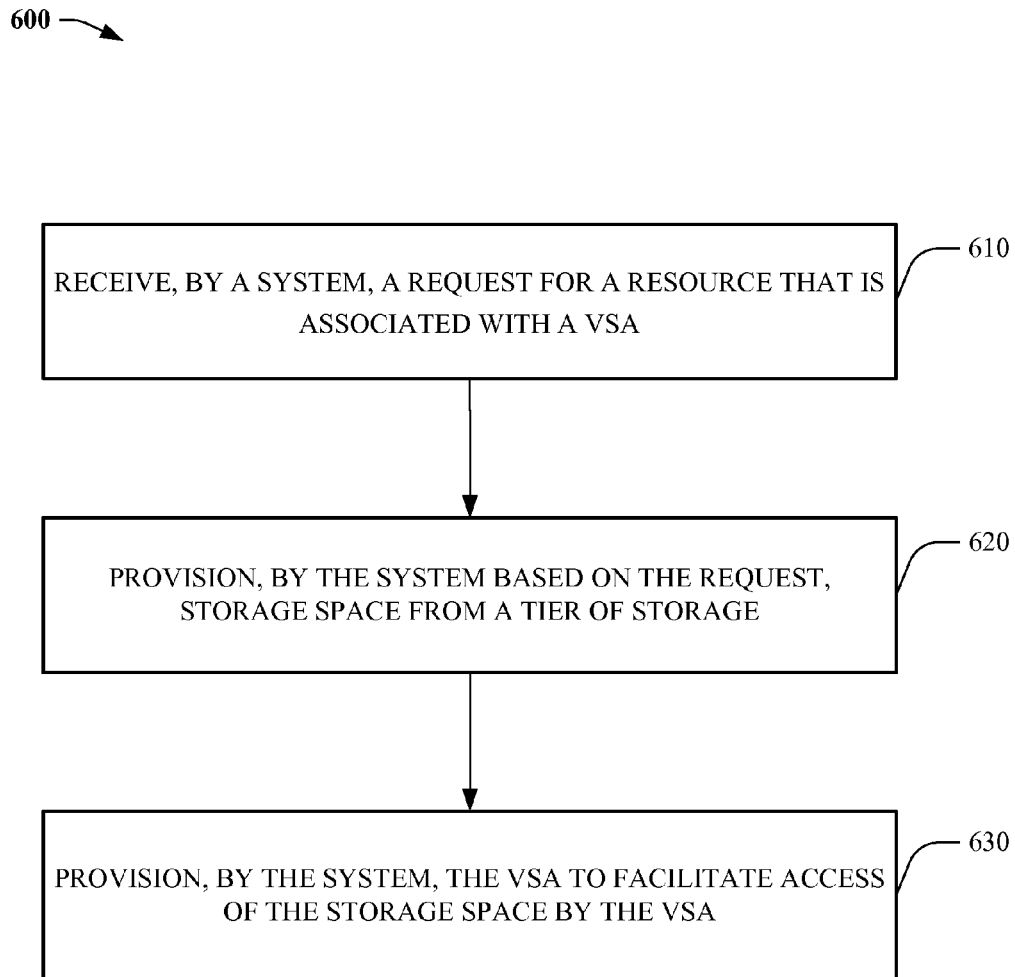 600
RECEIVE, BY A SYSTEM, A REQUEST FOR A RESOURCE THAT IS
ASSOCIATED WITH A VSA
610
PROVISION, BY THE SYSTEM BASED ON THE REQUEST,
STORAGE SPACE FROM A TIER OF STORAGE
620
PROVISION, BY THE SYSTEM, THE VSA TO FACILITATE ACCESS
OF THE STORAGE SPACE BY THE VSA
630